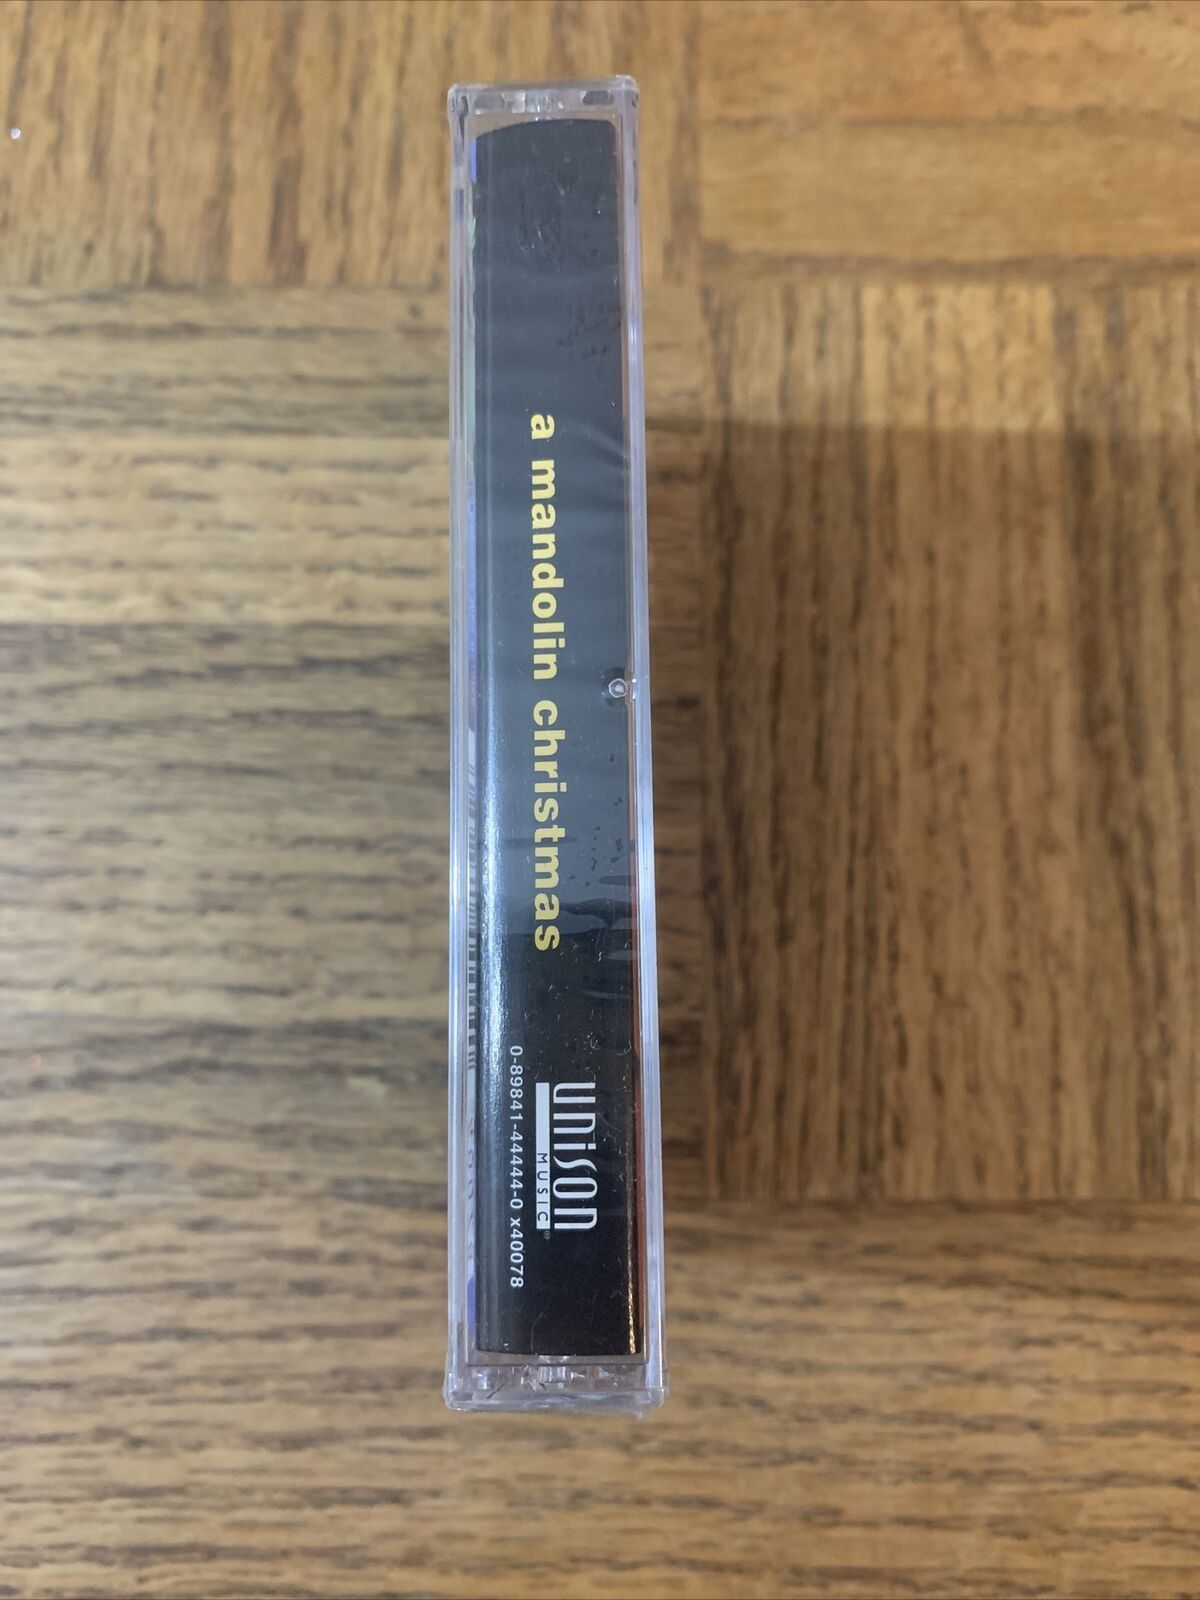 a mandolin christmas
unison
MUSIC®
0-89841-44444-0 x40078